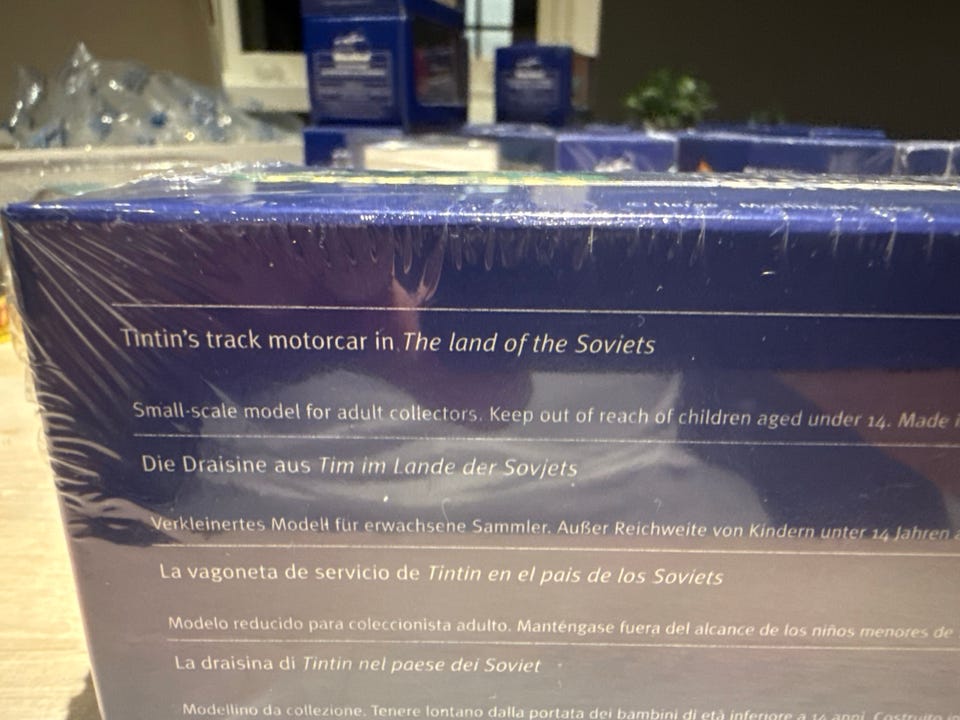 Tintin's track motorcar in The land of the Soviets
Small-scale model for adult collectors. Keep out of reach of children aged under 14. Made
Die Draisine aus Tim im Lande der Sovjets
Verkleinertes Modell für erwachsene Sammler. Außer Reichweite von Kindern unter 14 Jahren
La vagoneta de servicio de Tintin en el pais de los Soviets
Modelo reducido para coleccionista adulto. Manténgase fuera del alcance de los niños menores de
La draisina di Tintin nel paese dei Soviet
Modellino da collezione. Tenere lontano dalla portata dei bambini di età inferiore a 14 anni. Costruito